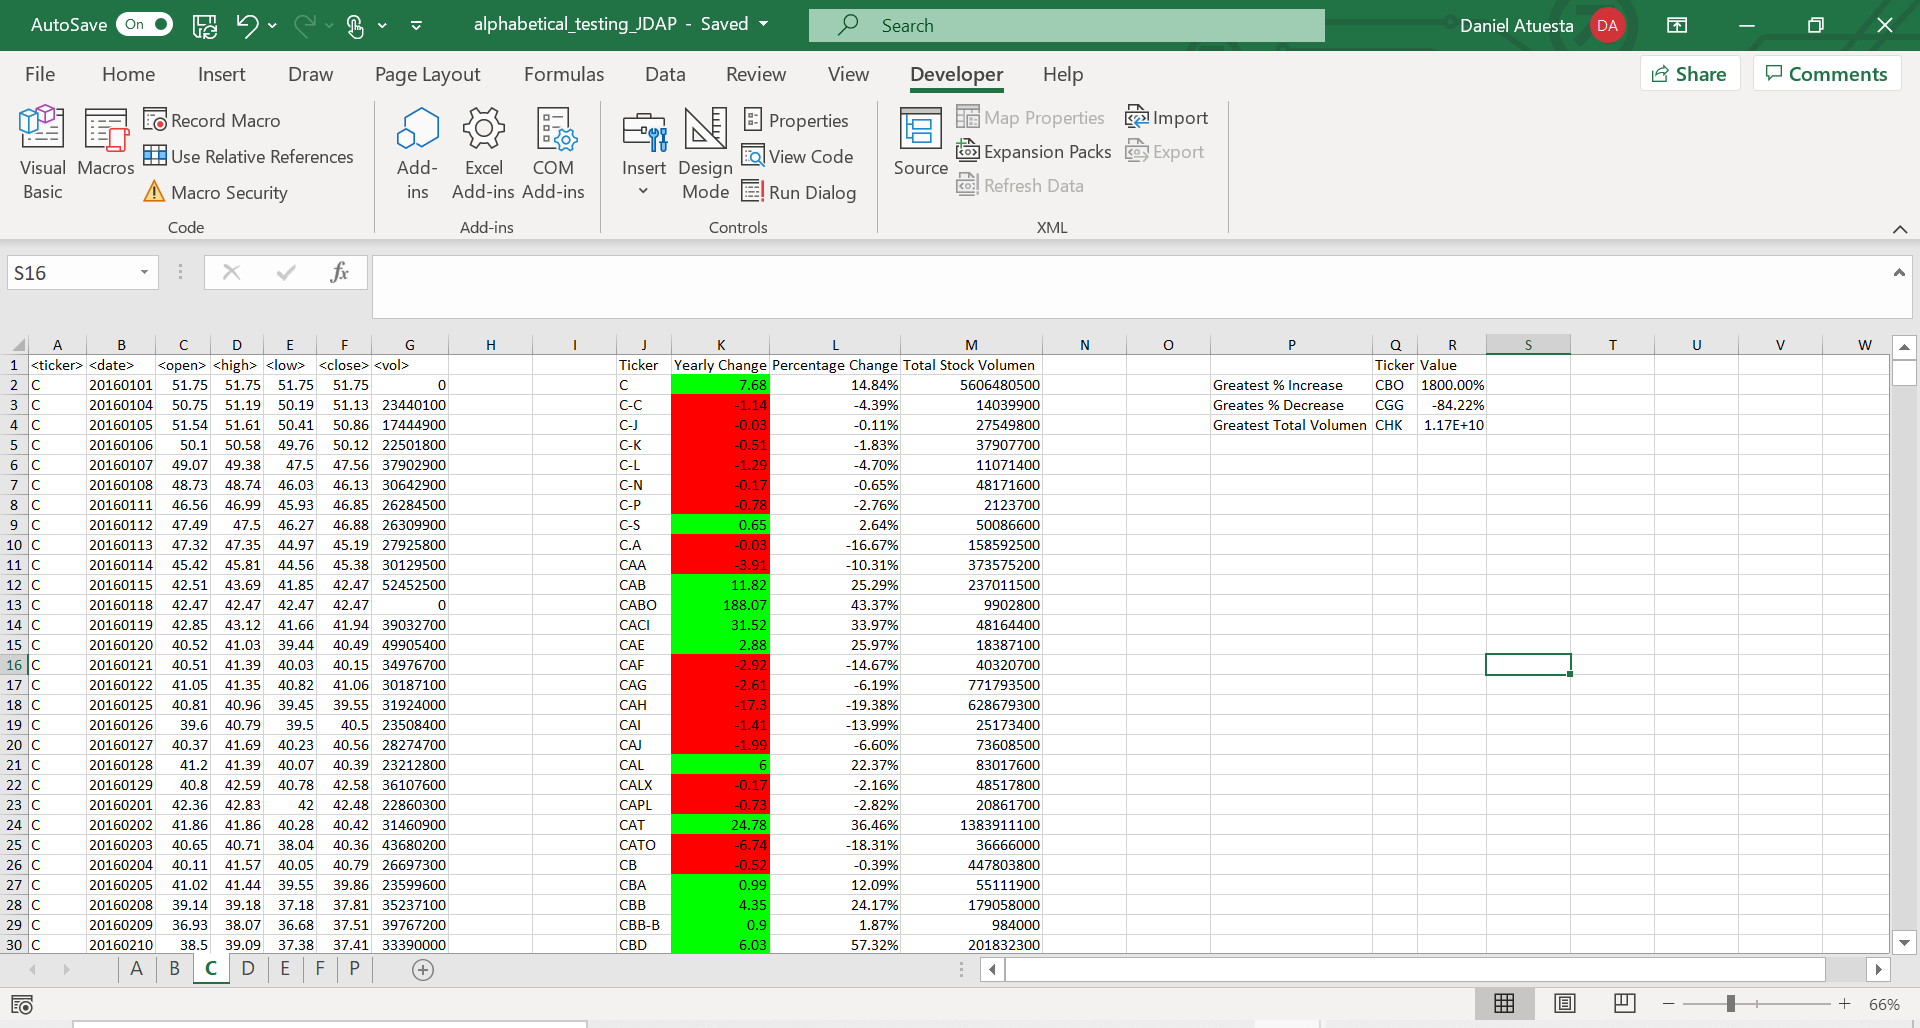 AutoSave On alphabetical_testing_JDAP - Saved Search Daniel Atuesta DA
File Home Insert Draw Page Layout Formulas Data Review View Developer Help Share Comments
Visual Basic
Macros
Record Macro
Use Relative References
Macro Security
Code
Add-ins
Excel Add-ins
COM Add-ins
Add-ins
Insert
Design Mode
Properties
View Code
Run Dialog
Controls
Source
Map Properties
Expansion Packs
Refresh Data
Import
Export
XML
S16 fx
A B C D E F G H I J K L M N O P Q R S T U V W
1 <ticker> <date> <open> <high> <low> <close> <vol> Ticker Yearly Change Percentage Change Total Stock Volumen Ticker Value
2 C 20160101 51.75 51.75 51.75 51.75 0 C 7.68 14.84% 5606480500 Greatest % Increase CBO 1800.00%
3 C 20160104 50.75 51.19 50.19 51.13 23440100 C-C -1.14 -4.39% 14039900 Greates % Decrease CGG -84.22%
4 C 20160105 51.54 51.61 50.41 50.86 17444900 C-J -0.03 -0.11% 27549800 Greatest Total Volumen CHK 1.17E+10
5 C 20160106 50.1 50.58 49.76 50.12 22501800 C-K -0.51 -1.83% 37907700
6 C 20160107 49.07 49.38 47.5 47.56 37902900 C-L -1.29 -4.70% 11071400
7 C 20160108 48.73 48.74 46.03 46.13 30642900 C-N -0.17 -0.65% 48171600
8 C 20160111 46.56 46.99 45.93 46.85 26284500 C-P -0.78 -2.76% 2123700
9 C 20160112 47.49 47.5 46.27 46.88 26309900 C-S 0.65 2.64% 50086600
10 C 20160113 47.32 47.35 44.97 45.19 27925800 C.A -0.03 -16.67% 158592500
11 C 20160114 45.42 45.81 44.56 45.38 30129500 CAA -3.91 -10.31% 373575200
12 C 20160115 42.51 43.69 41.85 42.47 52452500 CAB 11.82 25.29% 237011500
13 C 20160118 42.47 42.47 42.47 42.47 0 CABO 188.07 43.37% 9902800
14 C 20160119 42.85 43.12 41.66 41.94 39032700 CACI 31.52 33.97% 48164400
15 C 20160120 40.52 41.03 39.44 40.49 49905400 CAE 2.88 25.97% 18387100
16 C 20160121 40.51 41.39 40.03 40.15 34976700 CAF -2.92 -14.67% 40320700
17 C 20160122 41.05 41.35 40.82 41.06 30187100 CAG -2.61 -6.19% 771793500
18 C 20160125 40.81 40.96 39.45 39.55 31924000 CAH -17.3 -19.38% 628679300
19 C 20160126 39.6 40.79 39.5 40.5 23508400 CAI -1.41 -13.99% 25173400
20 C 20160127 40.37 41.69 40.23 40.56 28274700 CAJ -1.99 -6.60% 73608500
21 C 20160128 41.2 41.39 40.07 40.39 23212800 CAL 6 22.37% 83017600
22 C 20160129 40.8 42.59 40.78 42.58 36107600 CALX -0.17 -2.16% 48517800
23 C 20160201 42.36 42.83 42 42.48 22860300 CAPL -0.73 -2.82% 20861700
24 C 20160202 41.86 41.86 40.28 40.42 31460900 CAT 24.78 36.46% 1383911100
25 C 20160203 40.65 40.71 38.04 40.36 43680200 CATO -6.74 -18.31% 36666000
26 C 20160204 40.11 41.57 40.05 40.79 26697300 CB -0.52 -0.39% 447803800
27 C 20160205 41.02 41.44 39.55 39.86 23599600 CBA 0.99 12.09% 55111900
28 C 20160208 39.14 39.18 37.18 37.81 35237100 CBB 4.35 24.17% 179058000
29 C 20160209 36.93 38.07 36.68 37.51 39767200 CBB-B 0.9 1.87% 984000
30 C 20160210 38.5 39.09 37.38 37.41 33390000 CBD 6.03 57.32% 201832300
A B C D E F P
66%